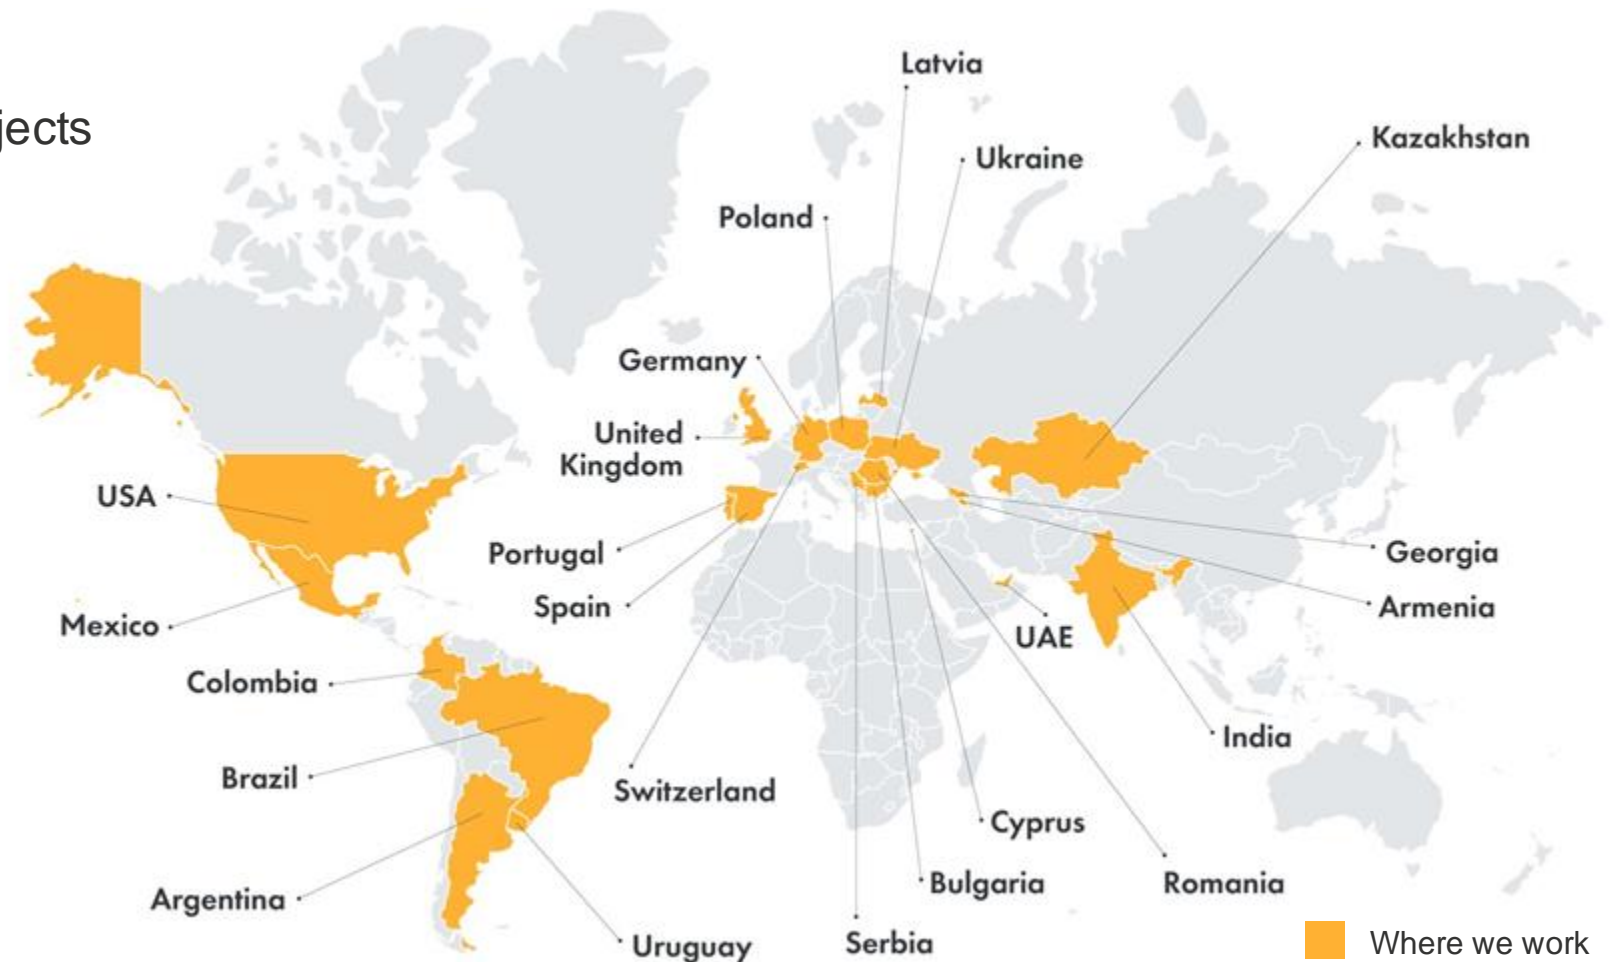 Latvia
jects
Kazakhstan
Ukraine
Poland
Germany
United
Kingdom
USA
Portugal
Georgia
Spain
Armenia
Mexico
UAE
Colombia
India
Brazil
Switzerland
Cyprus
Bulgaria
Romania
Argentina
Serbia
Uruguay
Where we work